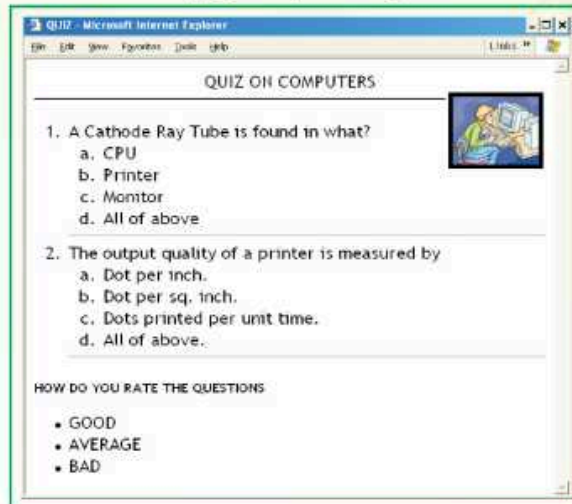 QUIZ - Microsoft Internet Explorer
File Edit View Favorites Tools Help Links »
QUIZ ON COMPUTERS
1. A Cathode Ray Tube is found in what?
a. CPU
b. Printer
c. Monitor
d. All of above
2. The output quality of a printer is measured by
a. Dot per inch.
b. Dot per sq. inch.
c. Dots printed per unit time.
d. All of above.
HOW DO YOU RATE THE QUESTIONS
• GOOD
• AVERAGE
• BAD